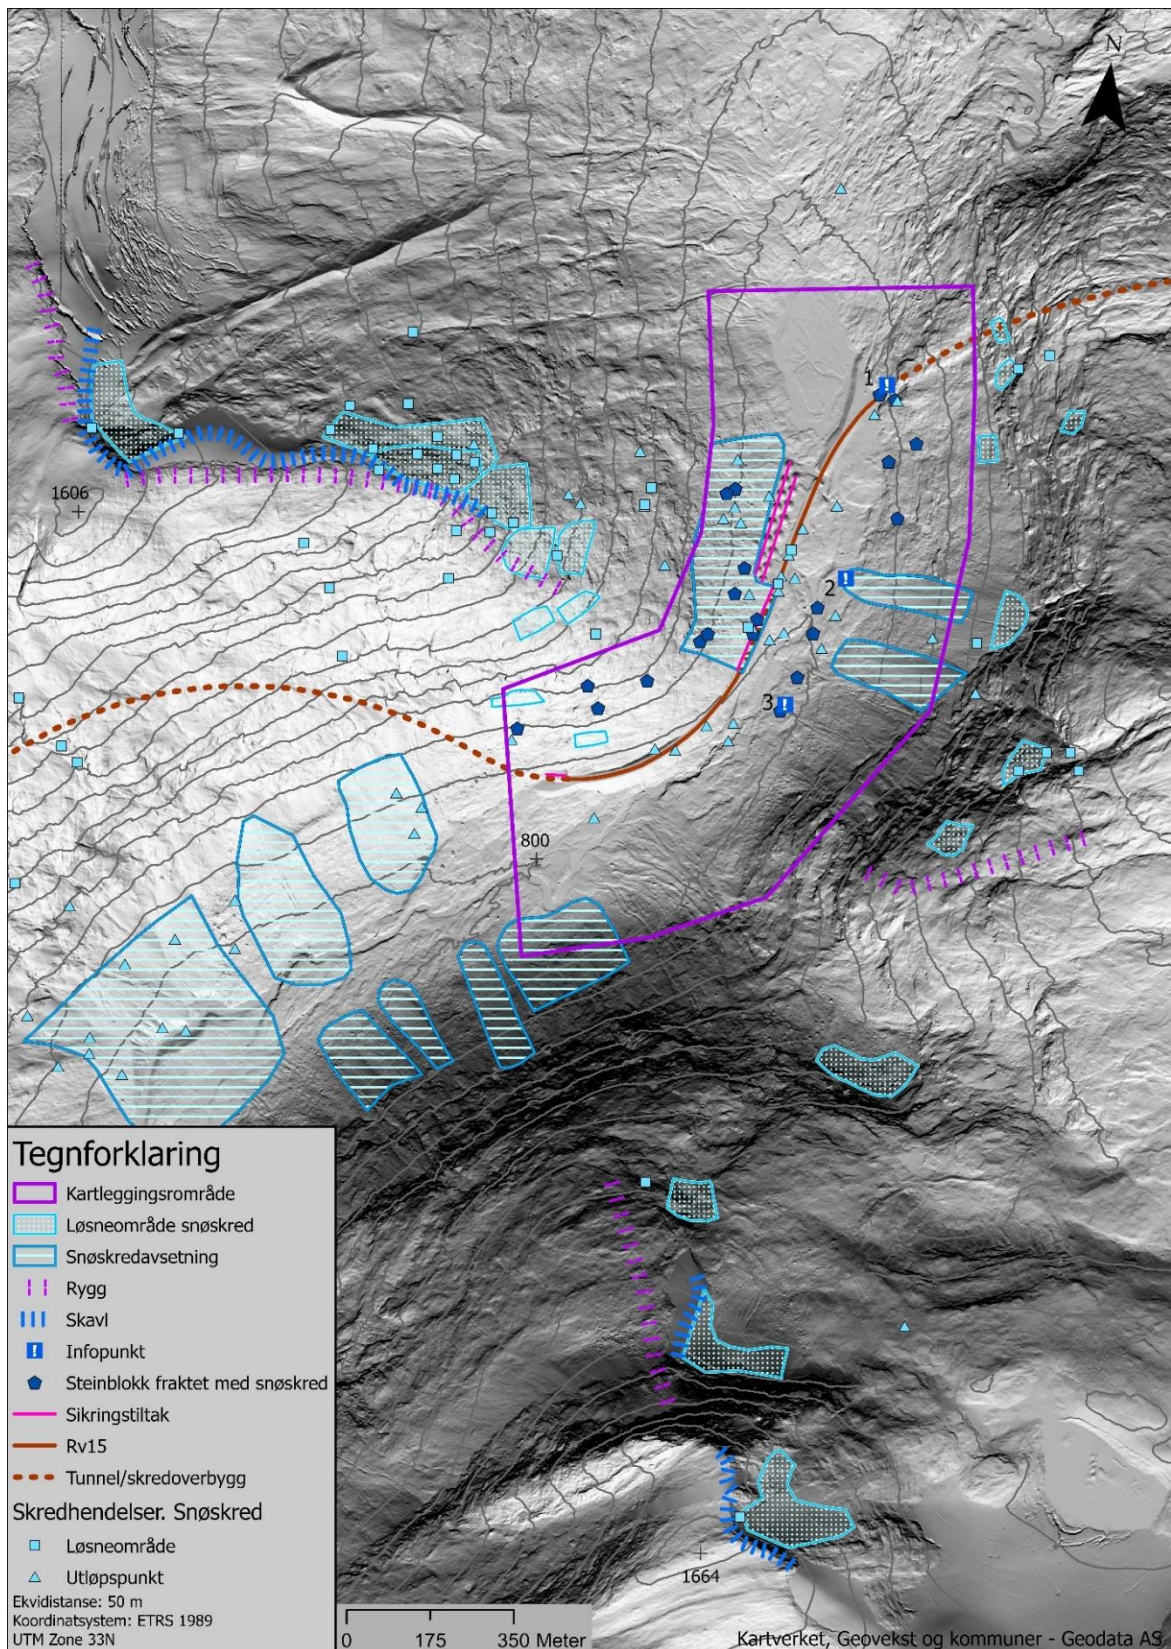 N
1
1606
2
3
800
Tegnforklaring
Kartleggingsrområde
Løsneområde snøskred
Snøskredavsetning
Rygg
Skavl
Infopunkt
Steinblokk fraktet med snøskred
Sikringstiltak
Rv15
Tunnel/skredoverbygg
Skredhendelser. Snøskred
Løsneområde
Utløpspunkt
Ekvidistanse: 50 m
Koordinatsystem: ETRS 1989
UTM Zone 33N
1664
0 175 350 Meter
Kartverket, Geovekst og kommuner - Geodata AS